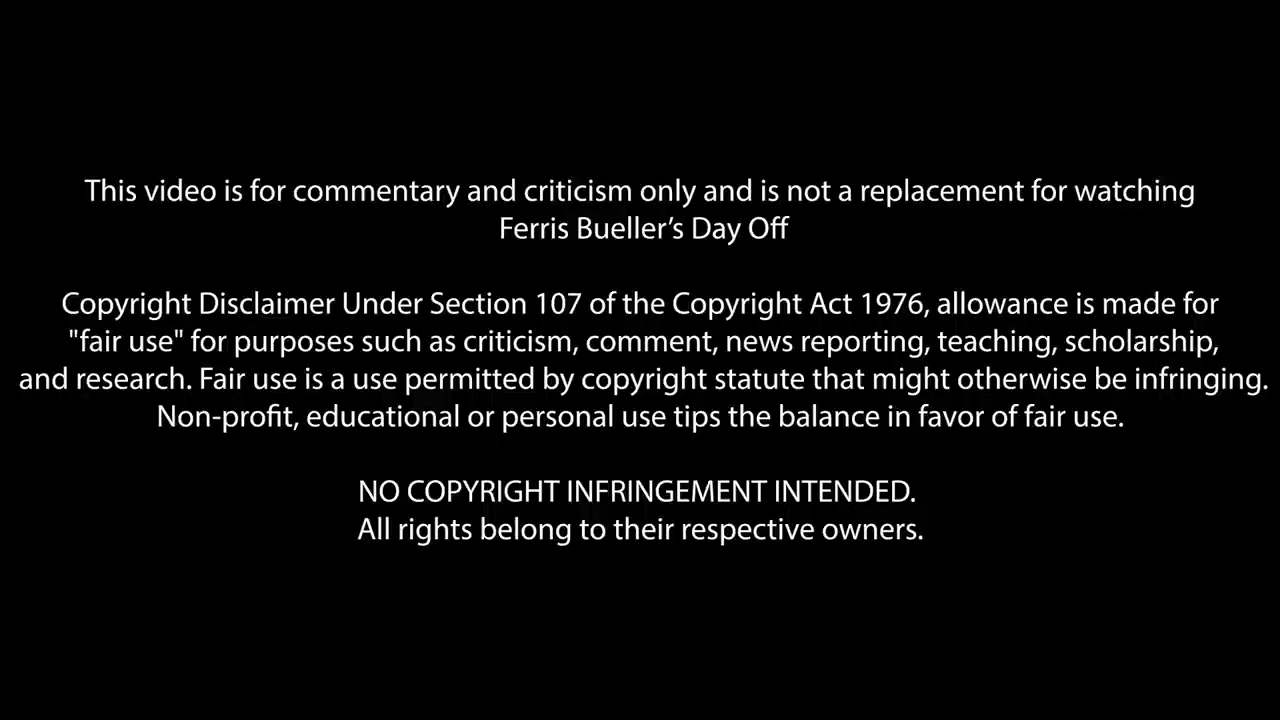 This video is for commentary and criticism only and is not a replacement for watching
Ferris Bueller’s Day Off
Copyright Disclaimer Under Section 107 of the Copyright Act 1976, allowance is made for
"fair use" for purposes such as criticism, comment, news reporting, teaching, scholarship,
and research. Fair use is a use permitted by copyright statute that might otherwise be infringing.
Non-profit, educational or personal use tips the balance in favor of fair use.
NO COPYRIGHT INFRINGEMENT INTENDED.
All rights belong to their respective owners.